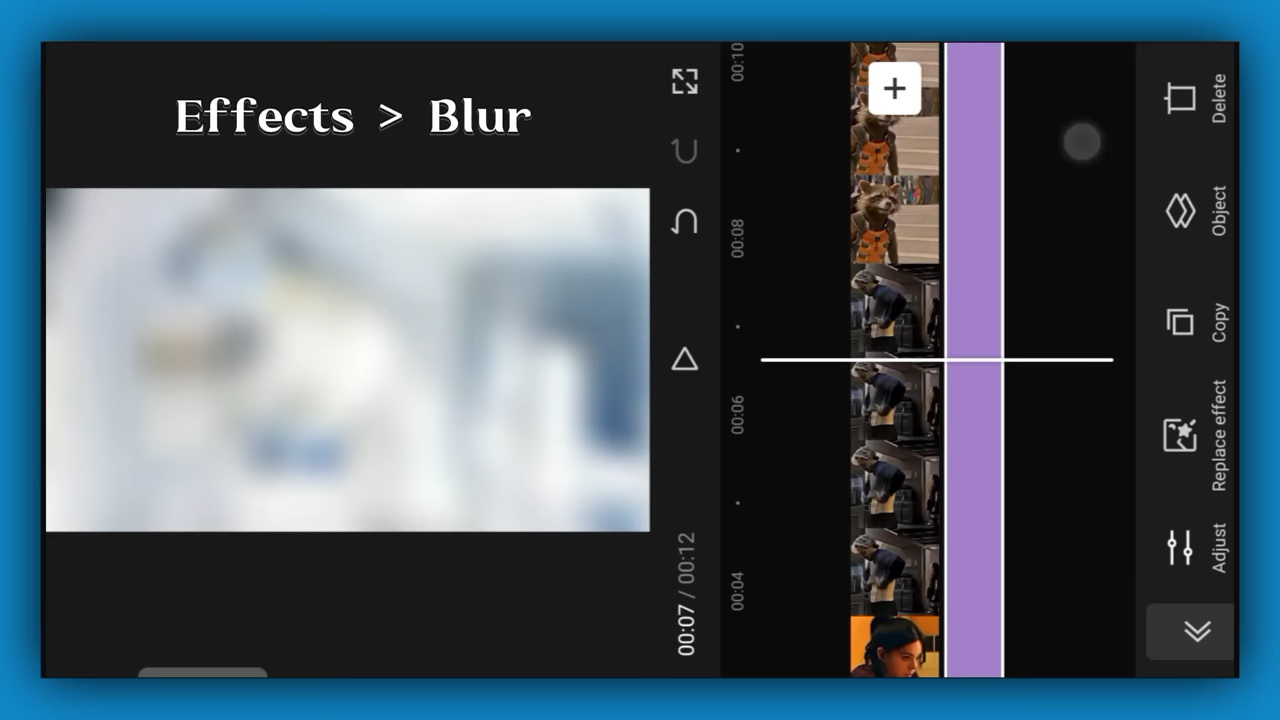 Effects > Blur
00:07 / 00:12
00:04
00:06
00:08
00:10
Adjust
Replace effect
Copy
Object
Delete